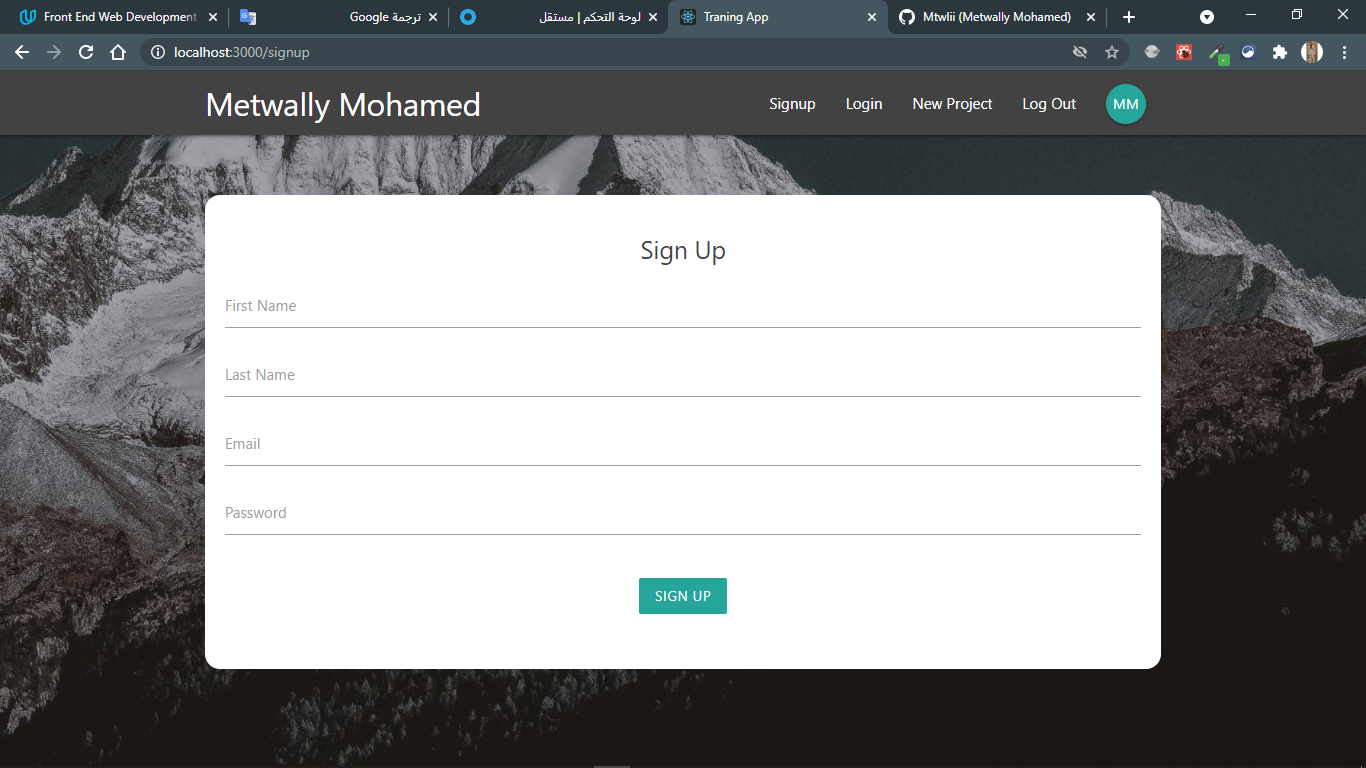 Front End Web Development
ترجمة Google
لوحة التحكم | مستقل
Traning App
Mtwlii (Metwally Mohamed)
localhost:3000/signup
Metwally Mohamed
Signup
Login
New Project
Log Out
MM
Sign Up
First Name
Last Name
Email
Password
SIGN UP